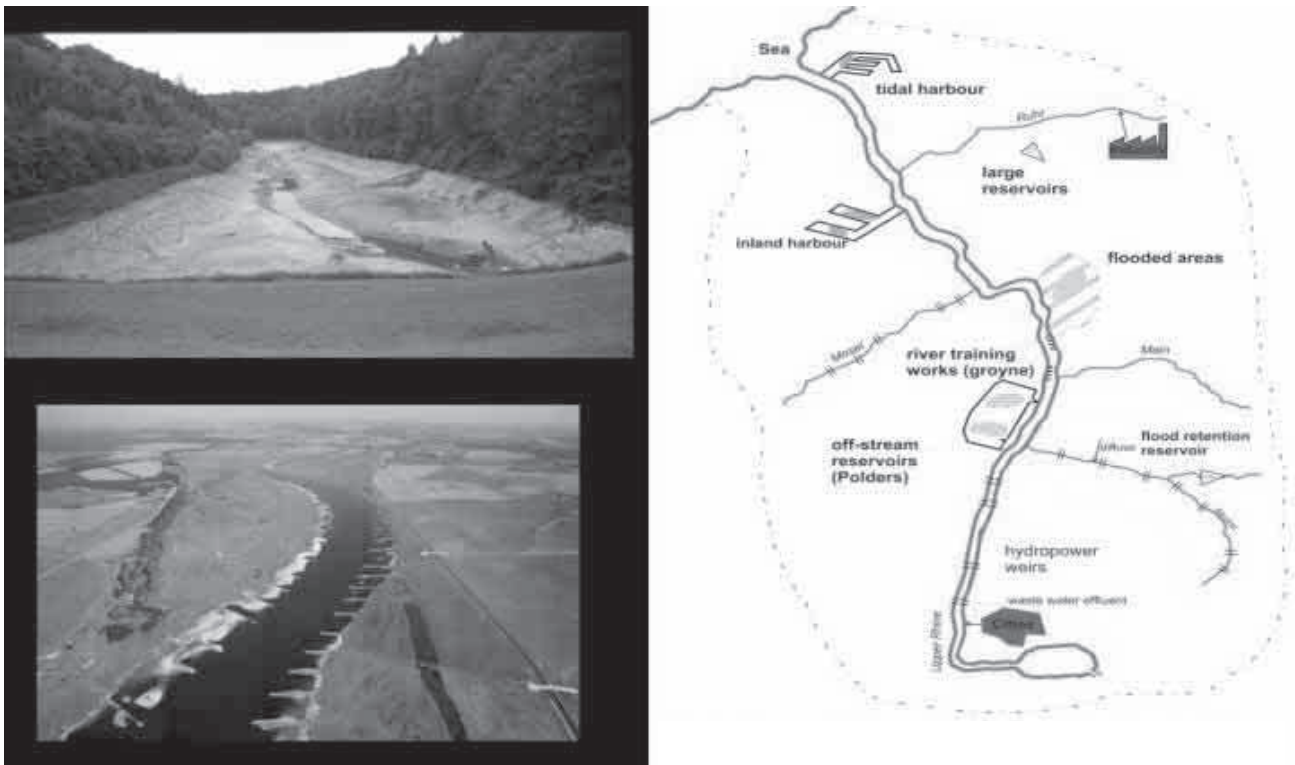 Sea
tidal harbour
Ruhr
large
reservoirs
inland harbour
flooded areas
Mosel
river training
works (groyne)
Main
off-stream
reservoirs
(Polders)
flood retention
reservoir
hydropower
weirs
waste water effluent
Cities
Upper Rhine